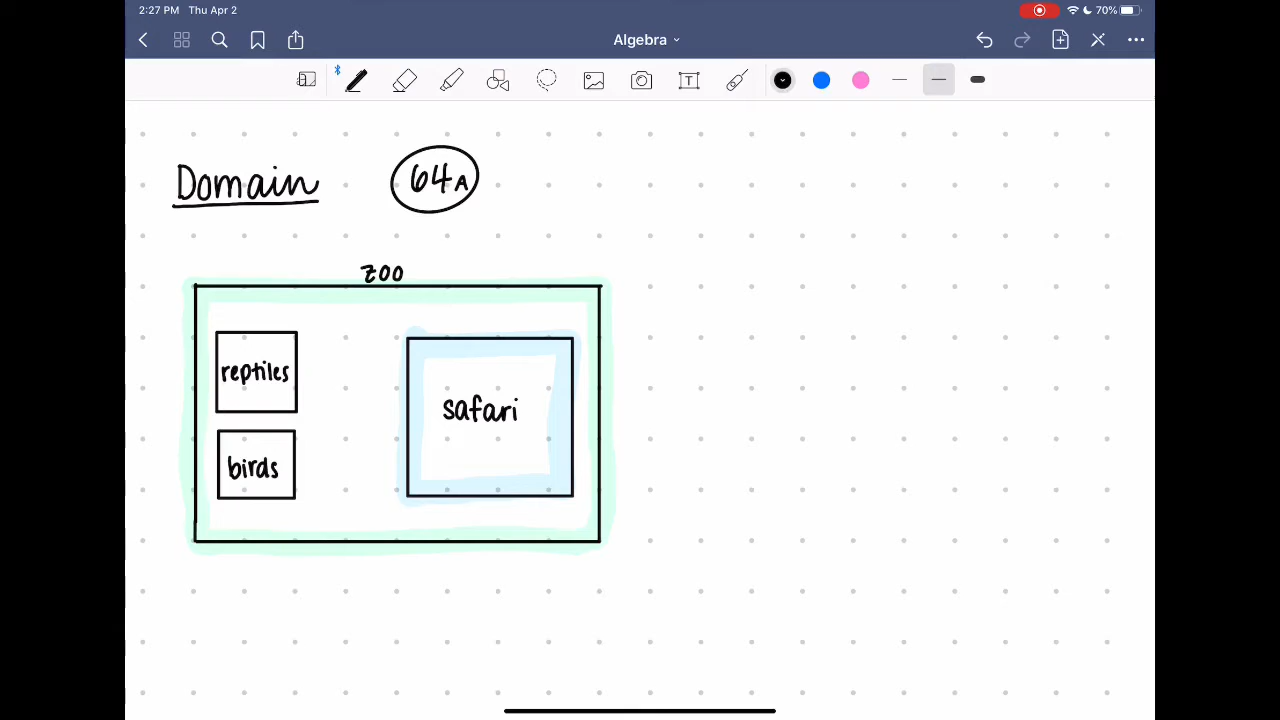 2:27 PM Thu Apr 2
70%
Algebra
T
Domain
64A
zoo
reptiles
safari
birds